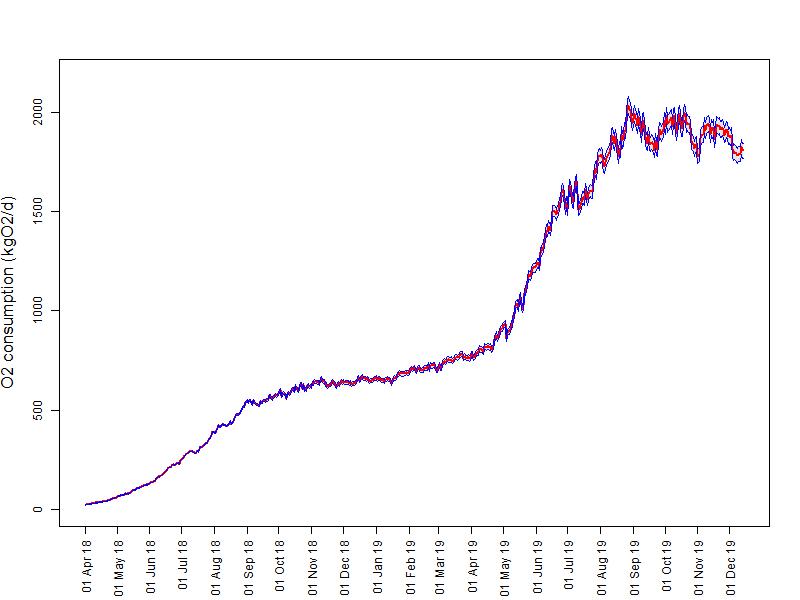 O2 consumption (kgO2/d)
2000
1500
1000
500
0
01 Apr 18
01 May 18
01 Jun 18
01 Jul 18
01 Aug 18
01 Sep 18
01 Oct 18
01 Nov 18
01 Dec 18
01 Jan 19
01 Feb 19
01 Mar 19
01 Apr 19
01 May 19
01 Jun 19
01 Jul 19
01 Aug 19
01 Sep 19
01 Oct 19
01 Nov 19
01 Dec 19